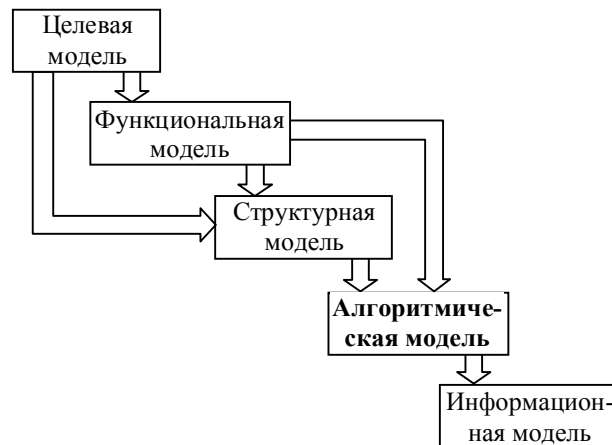 Целевая
модель
Функциональная
модель
Структурная
модель
Алгоритмиче-
ская модель
Информацион-
ная модель